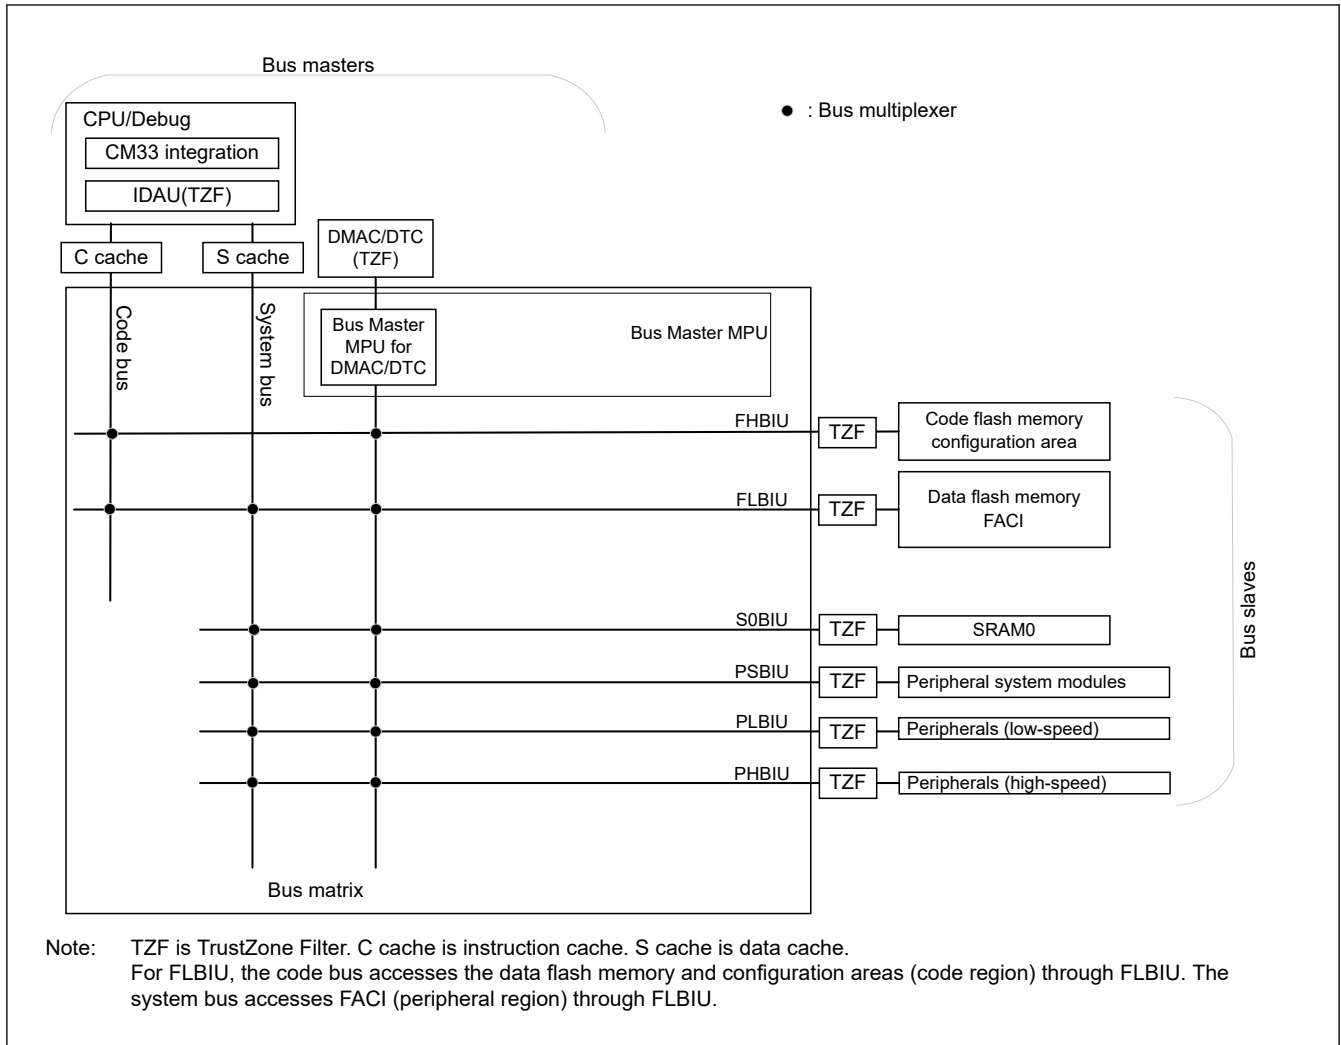 Bus masters
CPU/Debug
CM33 integration
IDAU(TZF)
: Bus multiplexer
C cache
S cache
DMAC/DTC
(TZF)
Code bus
System bus
Bus Master
MPU for
DMAC/DTC
Bus Master MPU
FHBIU
TZF
Code flash memory
configuration area
FLBIU
TZF
Data flash memory
FACI
S0BIU
TZF
SRAM0
PSBIU
TZF
Peripheral system modules
PLBIU
TZF
Peripherals (low-speed)
PHBIU
TZF
Peripherals (high-speed)
Bus slaves
Bus matrix
Note: TZF is TrustZone Filter. C cache is instruction cache. S cache is data cache.
For FLBIU, the code bus accesses the data flash memory and configuration areas (code region) through FLBIU. The
system bus accesses FACI (peripheral region) through FLBIU.